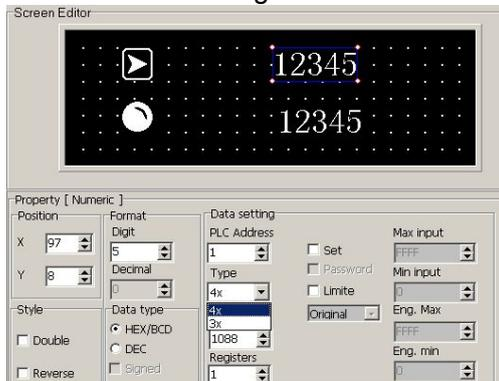 Screen Editor
12345
12345
Property [ Numeric ]
Position
Format
Data setting
Digit
PLC Address
Max input
X 97
5
1
Set
FFFF
Decimal
Type
Password
Min input
Y 8
0
4x
Limite
0
Style
Data type
4x
Original
Eng. Max
3x
Double
HEX/BCD
1088
FFFF
DEC
Registers
Eng. min
Reverse
Signed
1
0